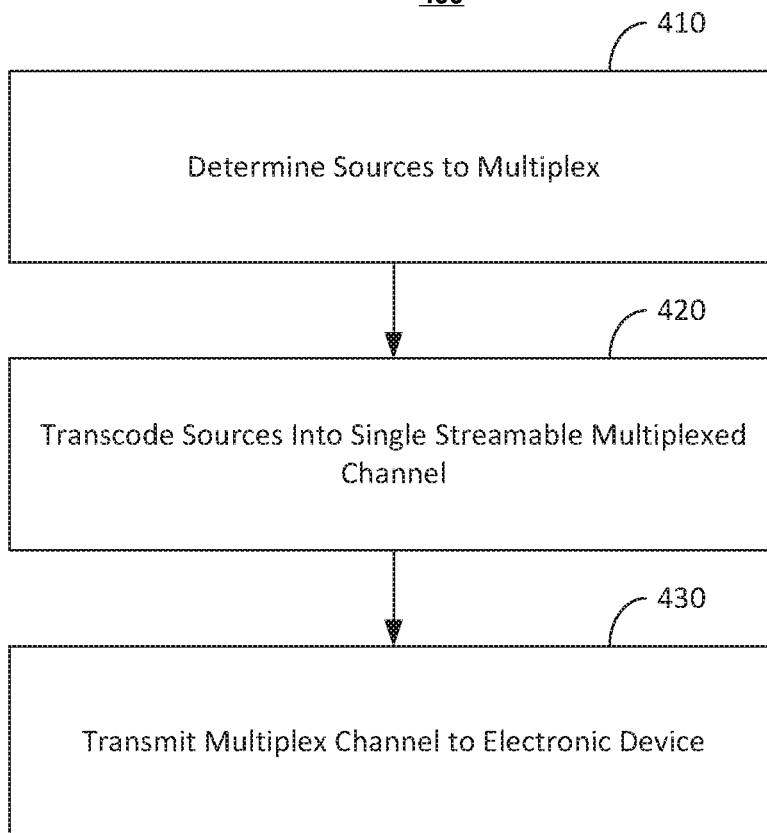 410
Determine Sources to Multiplex
420
Transcode Sources Into Single Streamable Multiplexed
Channel
430
Transmit Multiplex Channel to Electronic Device